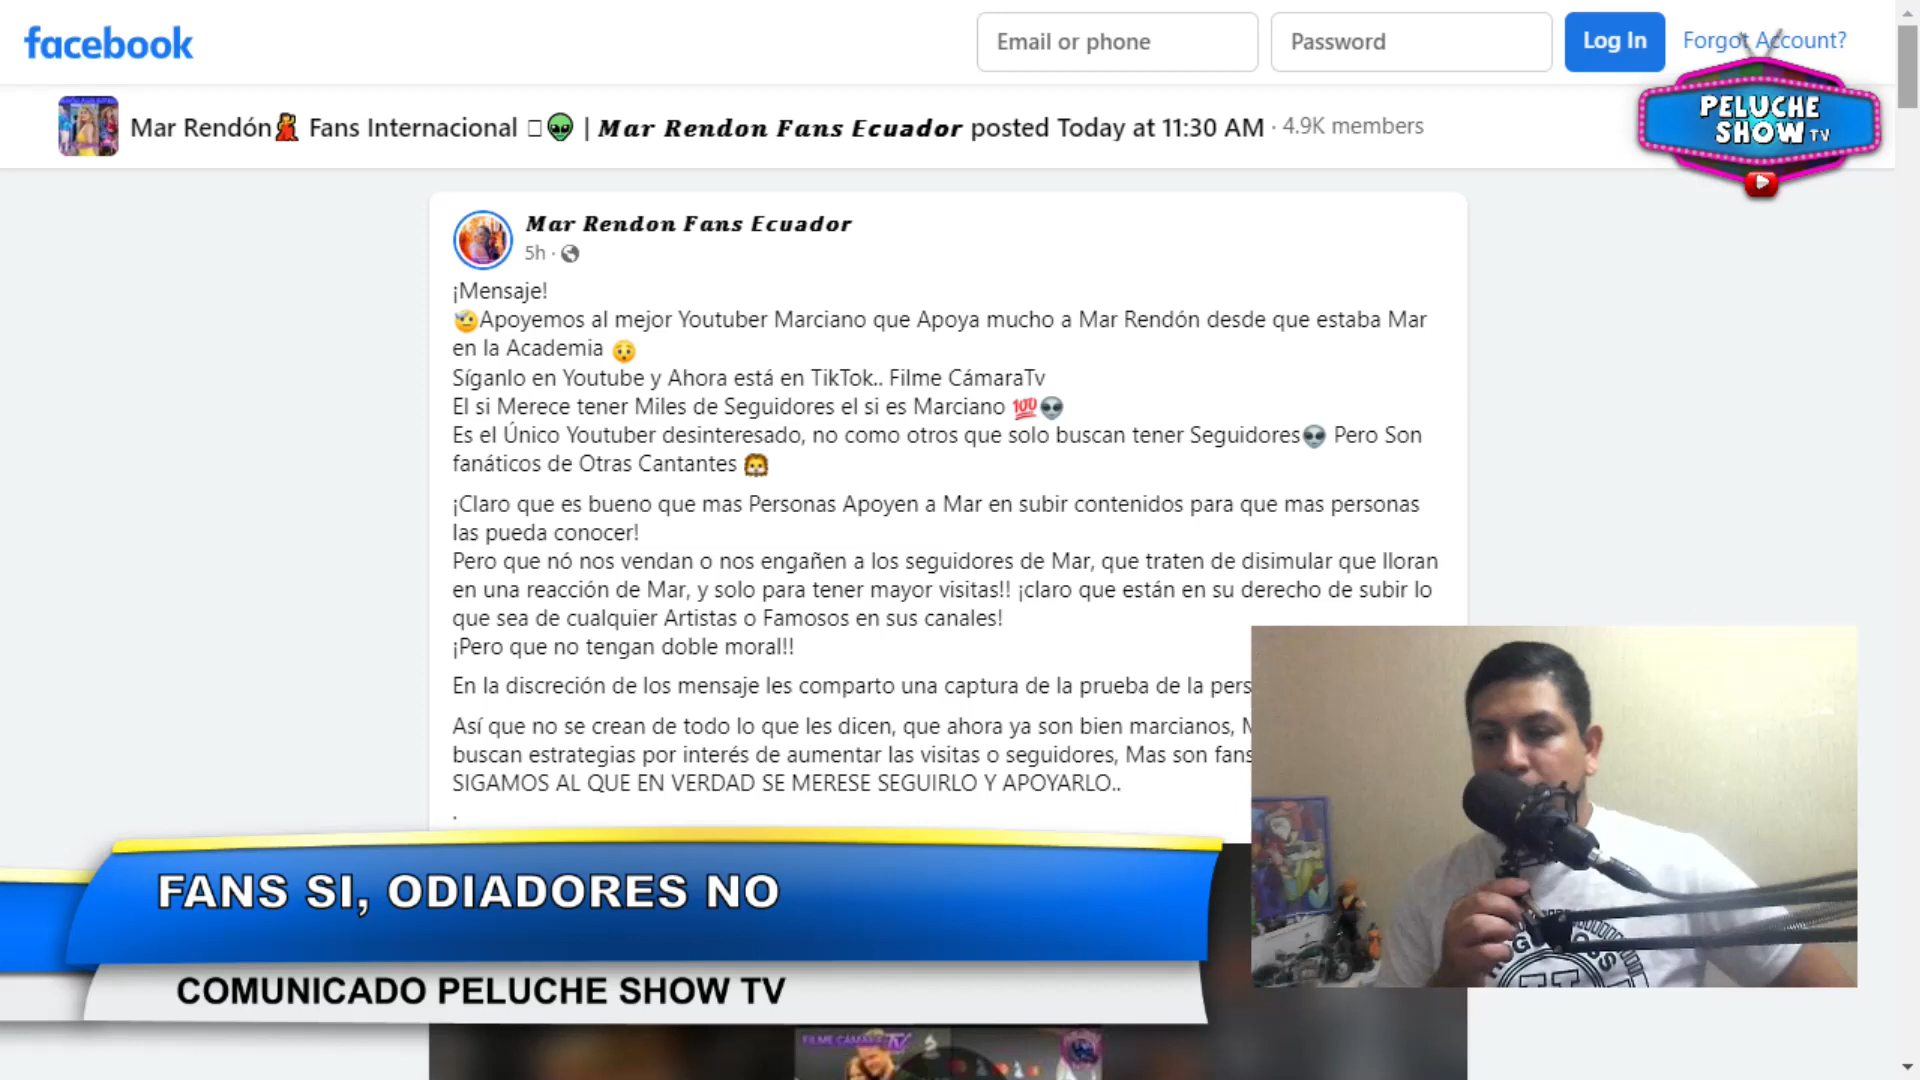 facebook
Email or phone
Password
Log In
Forgot Account?
PELUCHE
SHOW TV
Mar Rendón💃 Fans Internacional 👽 | Mar Rendon Fans Ecuador posted Today at 11:30 AM · 4.9K members
Mar Rendon Fans Ecuador
5h ·
¡Mensaje!
🤕Apoyemos al mejor Youtuber Marciano que Apoya mucho a Mar Rendón desde que estaba Mar
en la Academia 😯
Síganlo en Youtube y Ahora está en TikTok.. Filme CámaraTv
El si Merece tener Miles de Seguidores el si es Marciano 💯👽
Es el Único Youtuber desinteresado, no como otros que solo buscan tener Seguidores👽 Pero Son
fanáticos de Otras Cantantes 🦁
¡Claro que es bueno que mas Personas Apoyen a Mar en subir contenidos para que mas personas
las pueda conocer!
Pero que nó nos vendan o nos engañen a los seguidores de Mar, que traten de disimular que lloran
en una reacción de Mar, y solo para tener mayor visitas!! ¡claro que están en su derecho de subir lo
que sea de cualquier Artistas o Famosos en sus canales!
¡Pero que no tengan doble moral!!
En la discreción de los mensaje les comparto una captura de la prueba de la pers
Así que no se crean de todo lo que les dicen, que ahora ya son bien marcianos,
buscan estrategias por interés de aumentar las visitas o seguidores, Mas son fans
SIGAMOS AL QUE EN VERDAD SE MERESE SEGUIRLO Y APOYARLO..
.
FANS SI, ODIADORES NO
COMUNICADO PELUCHE SHOW TV
FILME CÁMARA TV